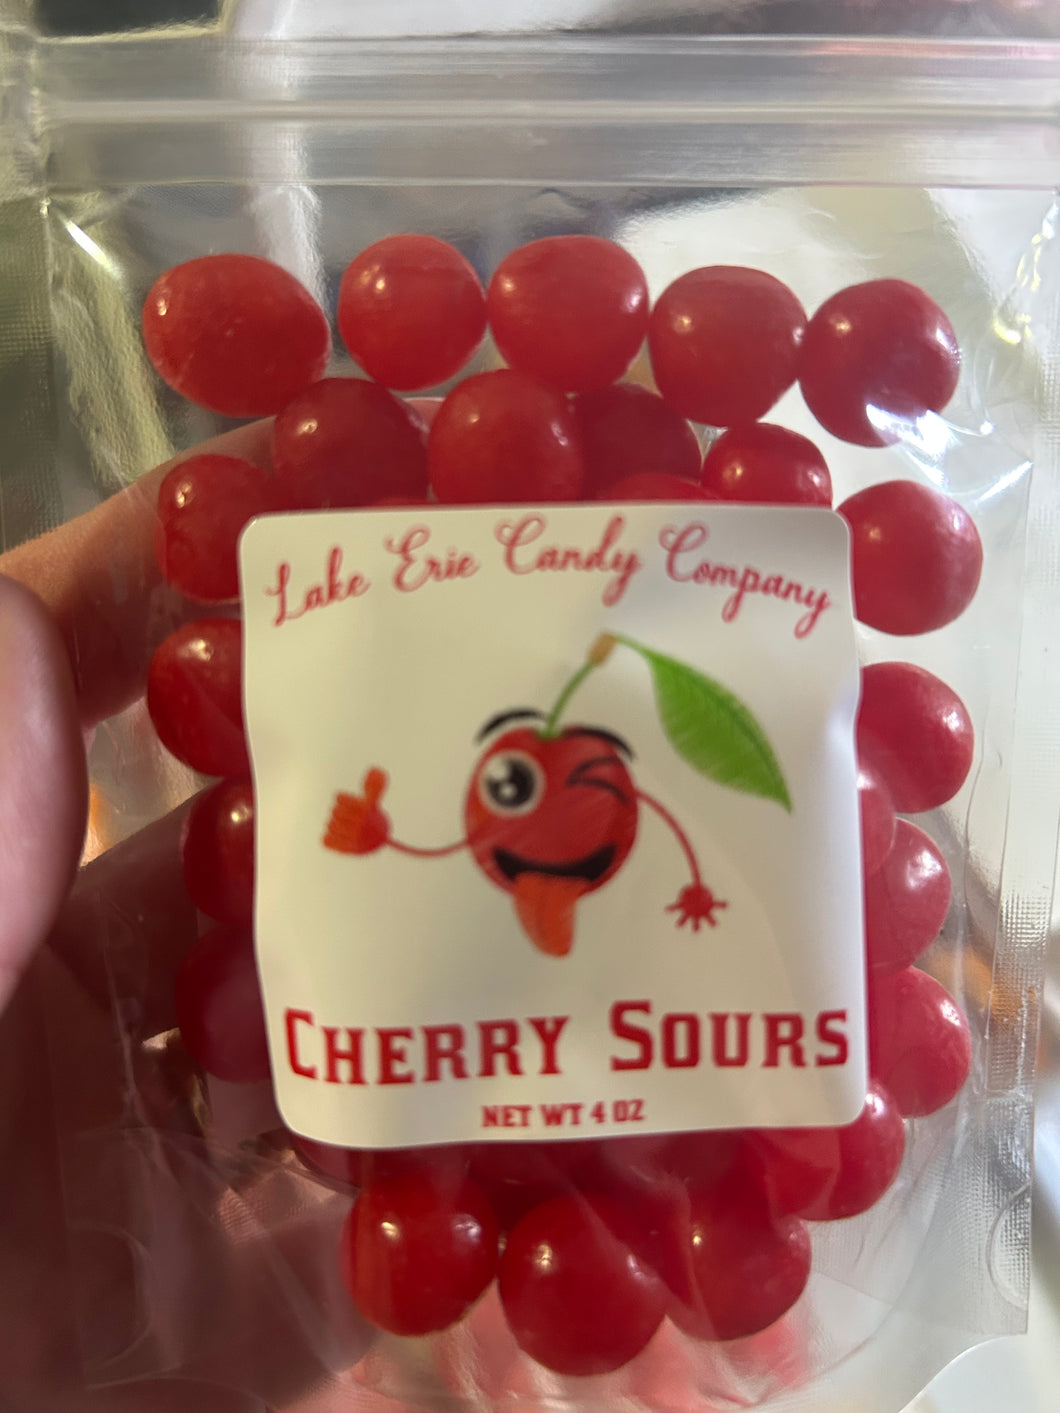 Lake Erie Candy Company
Cherry Sours
NET WT 4 OZ